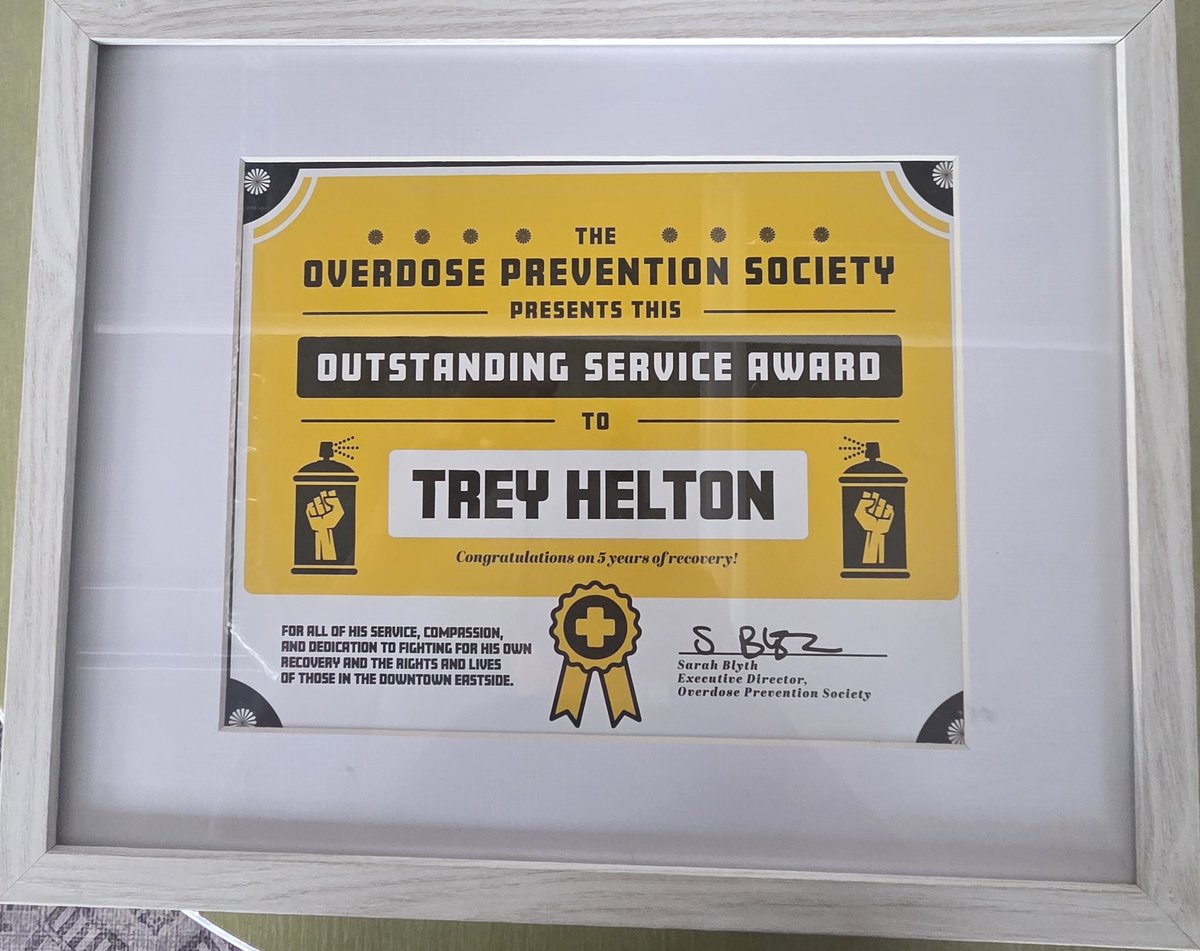 THE
OVERDOSE PREVENTION SOCIETY
PRESENTS THIS
OUTSTANDING SERVICE AWARD
TO
TREY HELTON
Congratulations on 5 years of recovery!
FOR ALL OF HIS SERVICE, COMPASSION,
AND DEDICATION TO FIGHTING FOR HIS OWN
RECOVERY AND THE RIGHTS AND LIVES
OF THOSE IN THE DOWNTOWN EASTSIDE.
S Blyth
Sarah Blyth
Executive Director,
Overdose Prevention Society